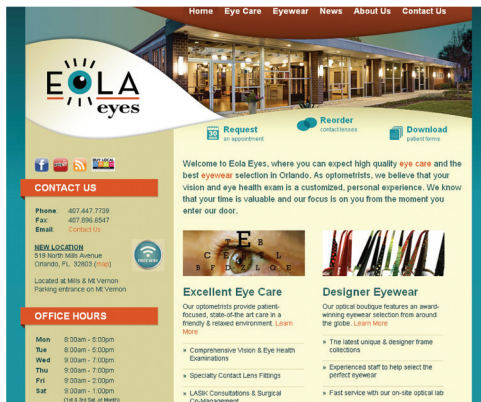 Home Eye Care Eyewear News About Us Contact Us
EOLA
eyes
Request
an appointment
30
Reorder
contact lenses
Download
patient forms
BUY LOCAL
CONTACT US
Phone: 407.447.7739
Fax: 407.896.6547
Email: Contact Us
NEW LOCATION
519 North Mills Avenue
Orlando, FL 32803 (map)
FREE WIFI
Located at Mills & Mt Vernon
Parking entrance on Mt Vernon
OFFICE HOURS
Mon 8:00am - 5:00pm
Tue 8:00am - 5:00pm
Wed 9:00am - 7:00pm
Thu 9:00am - 7:00pm
Fri 9:00am - 2:00pm
Sat 9:00am - 1:00pm
(1st & 3rd Sat. of Month)
Welcome to Eola Eyes, where you can expect high quality eye care and the
best eyewear selection in Orlando. As optometrists, we believe that your
vision and eye health exam is a customized, personal experience. We know
that your time is valuable and our focus is on you from the moment you
enter our door.
Excellent Eye Care
Our optometrists provide patient-
focused, state-of-the art care in a
friendly & relaxed environment. Learn
More
» Comprehensive Vision & Eye Health
Examinations
» Specialty Contact Lens Fittings
» LASIK Consultations & Surgical
Co-Management
Designer Eyewear
Our optical boutique features an award-
winning eyewear selection from around
the globe. Learn More
» The latest unique & designer frame
collections
» Experienced staff to help select the
perfect eyewear
» Fast service with our on-site optical lab